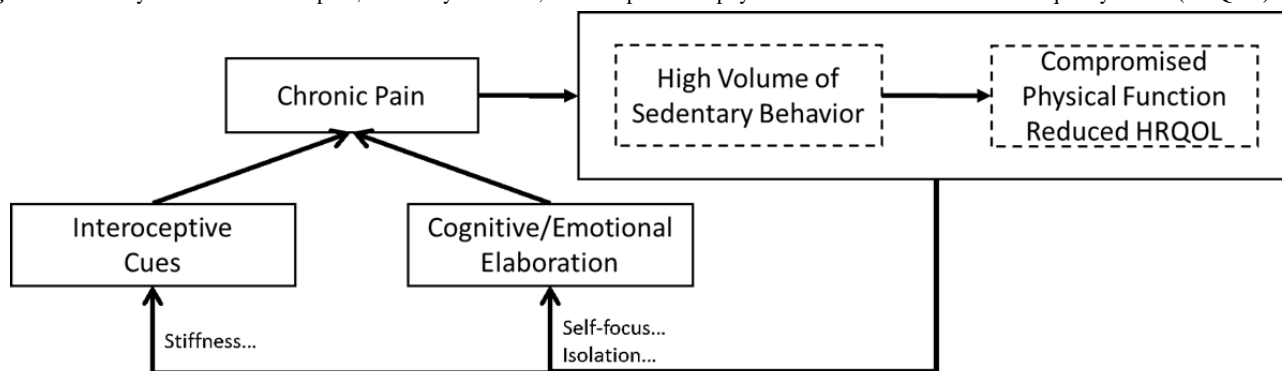 Chronic Pain
High Volume of
Sedentary Behavior
Compromised
Physical Function
Reduced HRQOL
Interoceptive
Cues
Cognitive/Emotional
Elaboration
Stiffness...
Self-focus...
Isolation...